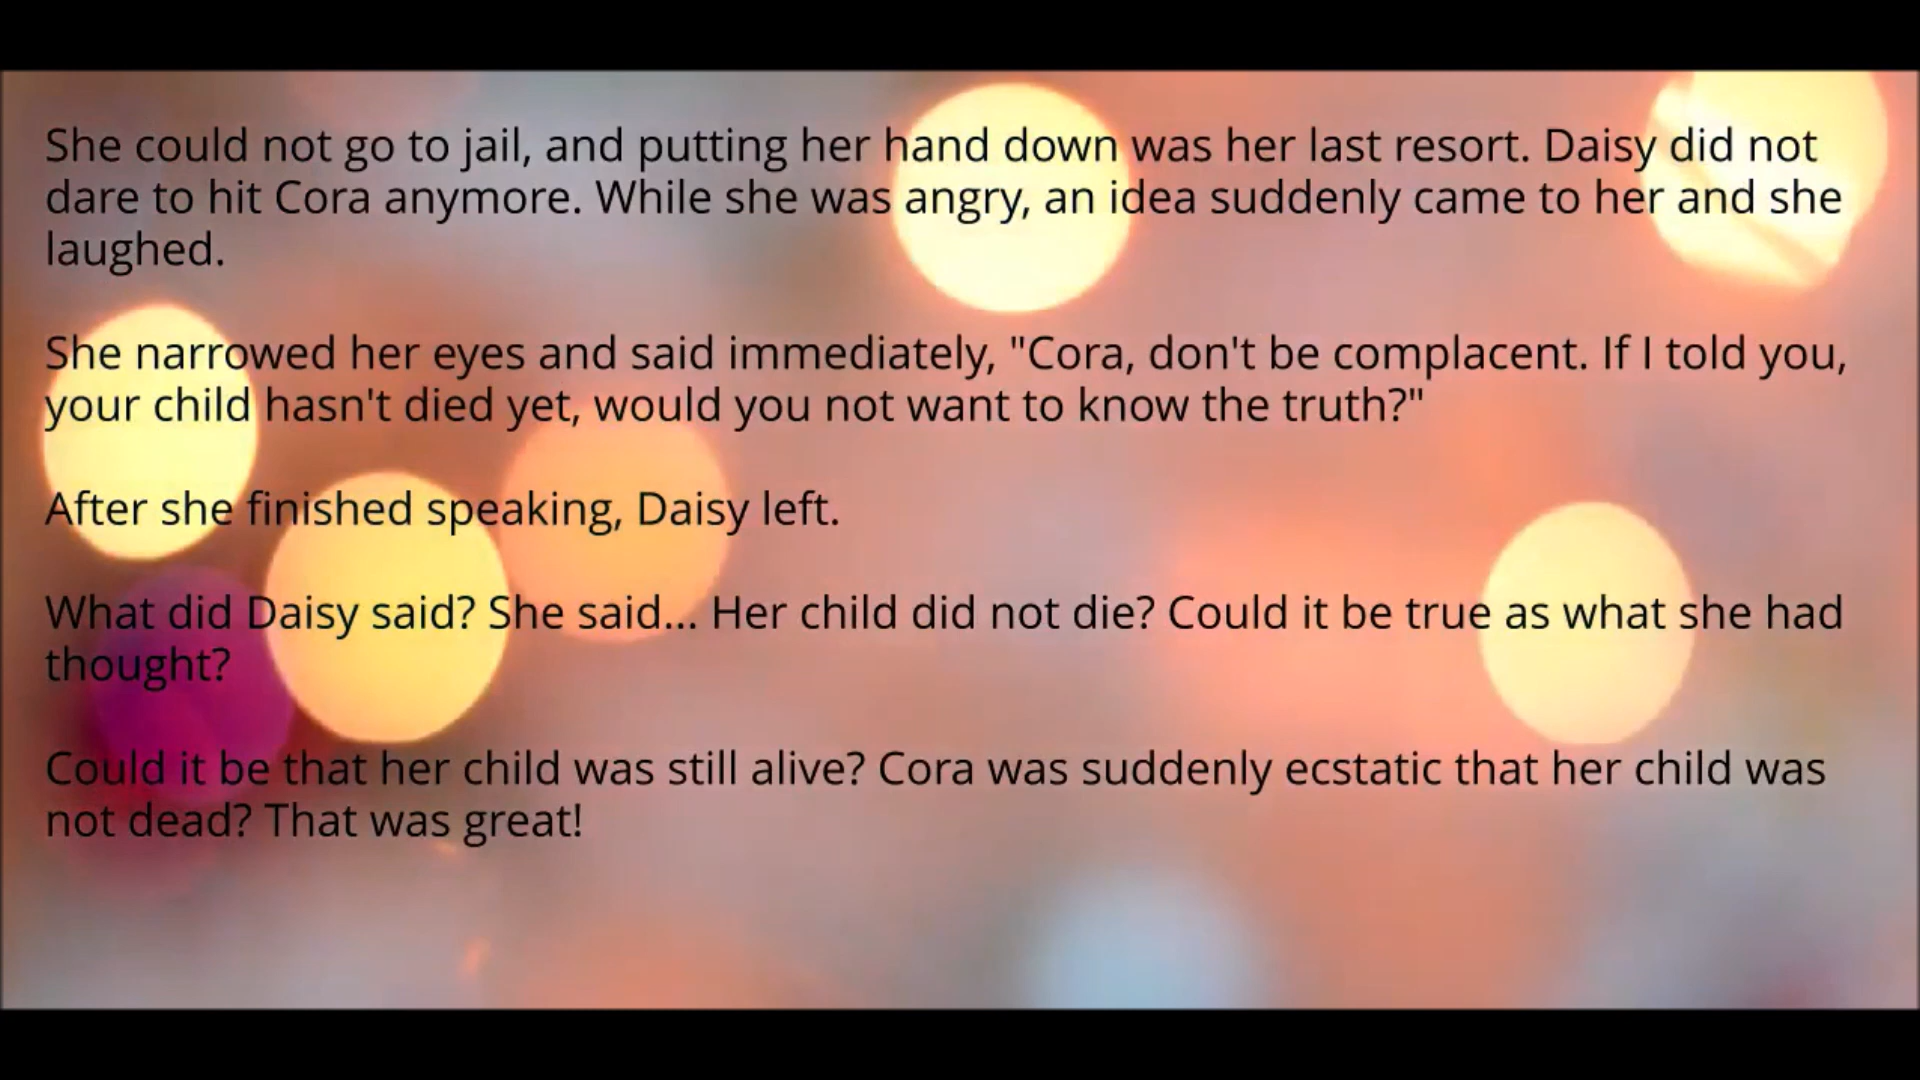 She could not go to jail, and putting her hand down was her last resort. Daisy did not
dare to hit Cora anymore. While she was angry, an idea suddenly came to her and she
laughed.
She narrowed her eyes and said immediately, "Cora, don't be complacent. If I told you,
your child hasn't died yet, would you not want to know the truth?"
After she finished speaking, Daisy left.
What did Daisy said? She said... Her child did not die? Could it be true as what she had
thought?
Could it be that her child was still alive? Cora was suddenly ecstatic that her child was
not dead? That was great!